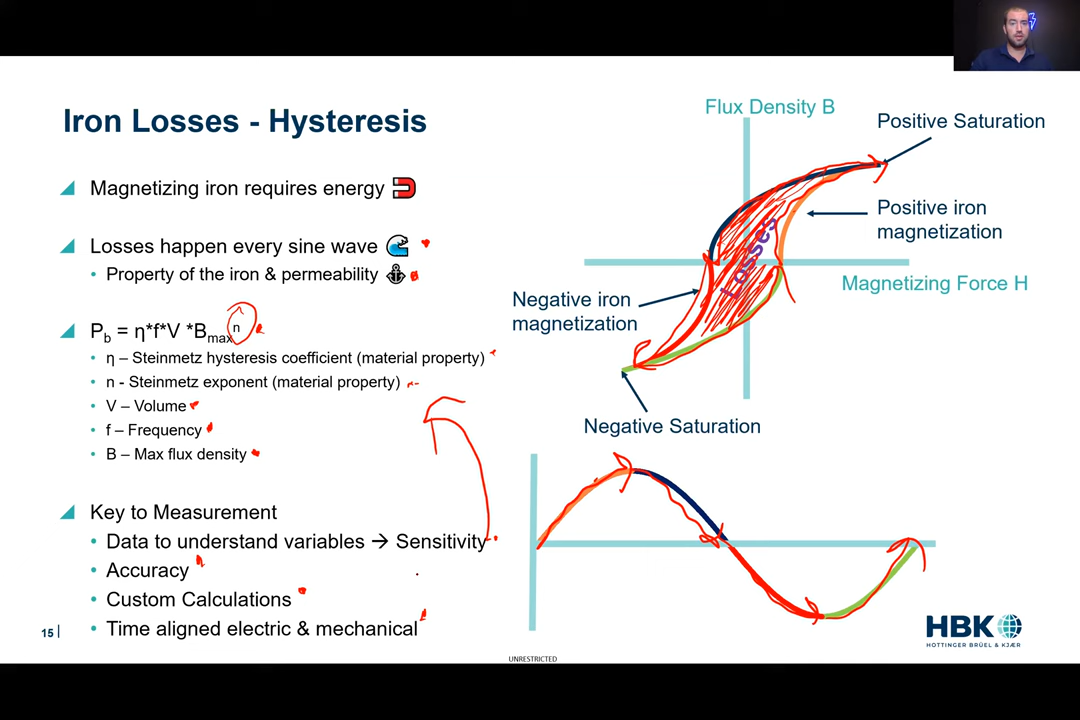 Iron Losses - Hysteresis
Magnetizing iron requires energy
Losses happen every sine wave
• Property of the iron & permeability
P_b = η*f*V *B_max^n
• η – Steinmetz hysteresis coefficient (material property)
• n - Steinmetz exponent (material property)
• V – Volume
• f – Frequency
• B – Max flux density
Key to Measurement
• Data to understand variables → Sensitivity
• Accuracy
• Custom Calculations
• Time aligned electric & mechanical
15
Flux Density B
Positive Saturation
Positive iron
magnetization
Magnetizing Force H
Losses
Negative iron
magnetization
Negative Saturation
HBK
HOTTINGER BRÜEL & KJÆR
UNRESTRICTED